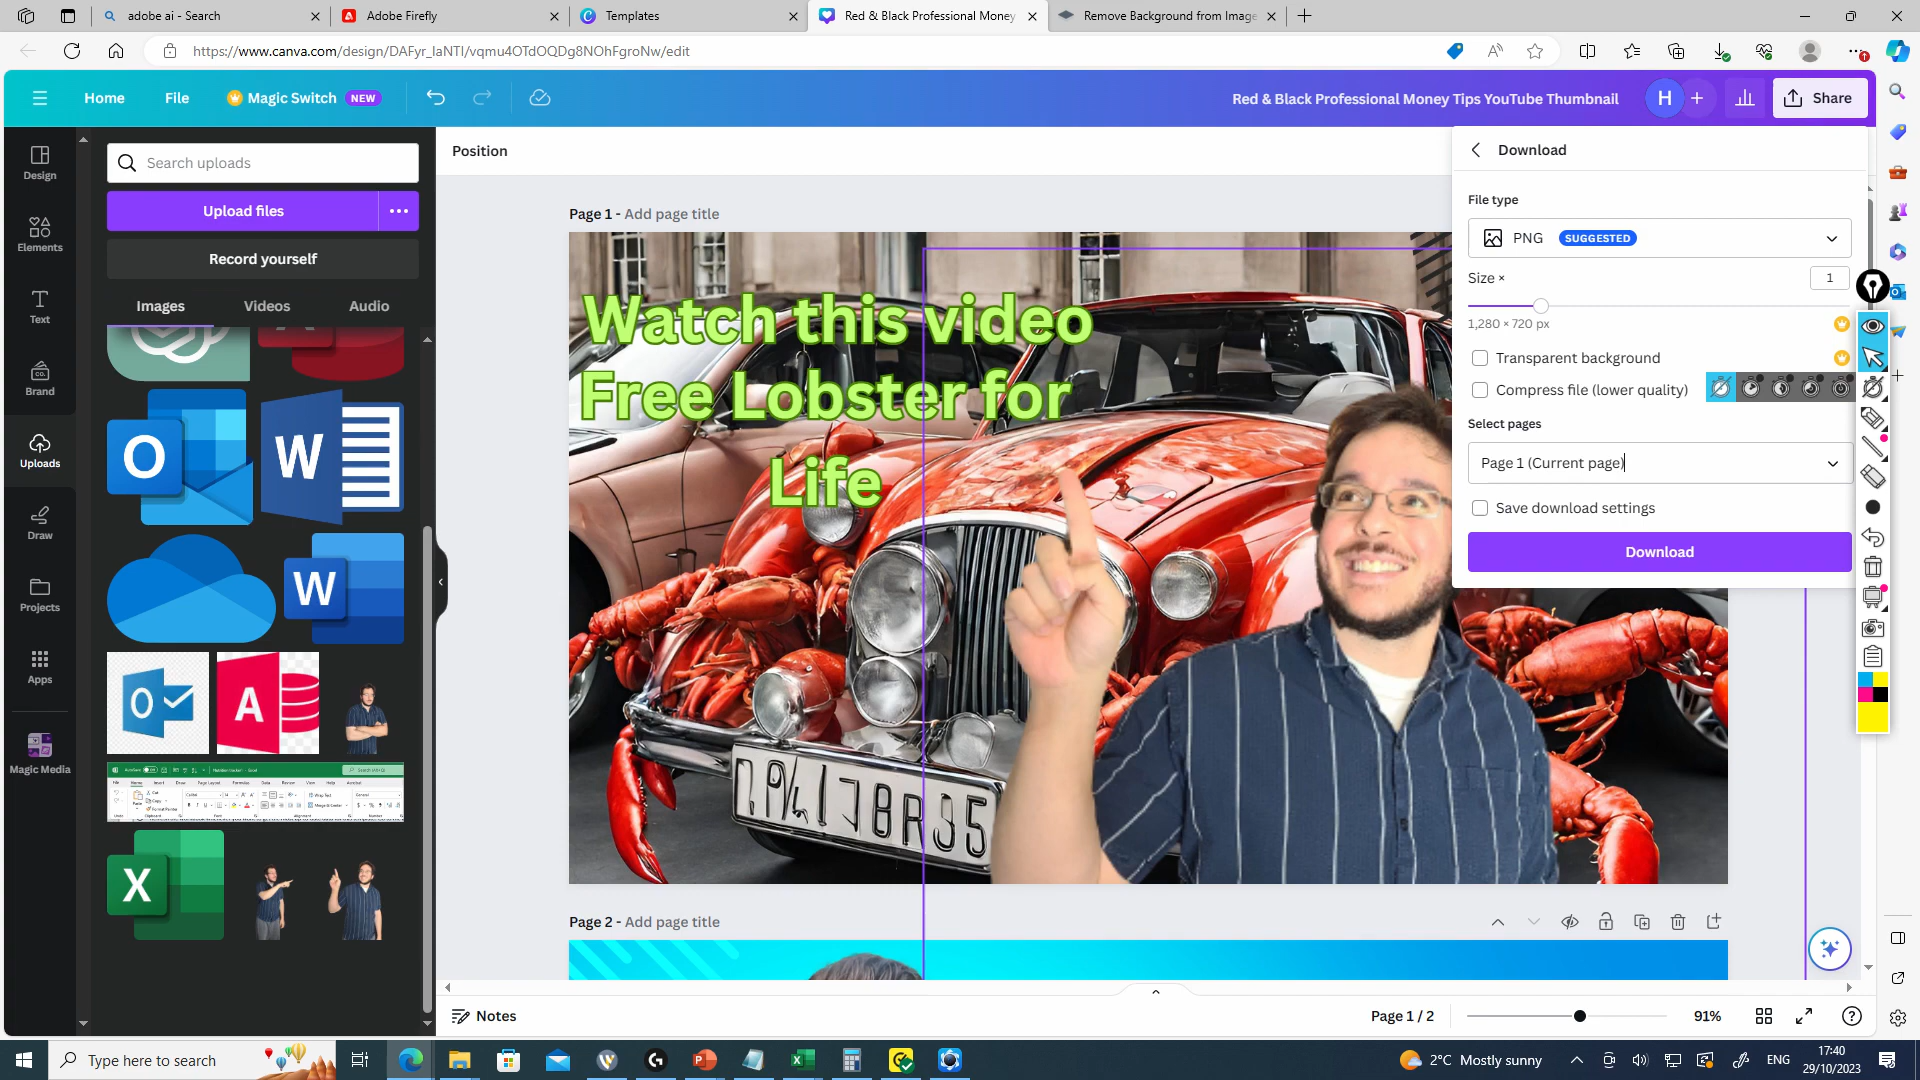 adobe ai - Search
Adobe Firefly
Templates
Red & Black Professional Money
Remove Background from Image
https://www.canva.com/design/DAFyr_IaNTI/vqmu4OTdOQDg8NOhFgroNw/edit
Home
File
Magic Switch
NEW
Red & Black Professional Money Tips YouTube Thumbnail
H
Share
Design
Elements
Text
Brand
Uploads
Draw
Projects
Apps
Magic Media
Search uploads
Upload files
Record yourself
Images
Videos
Audio
Position
Page 1 - Add page title
Watch this video
Free Lobster for
Life
Download
File type
PNG
SUGGESTED
Size ×
1
1,280 × 720 px
Transparent background
Compress file (lower quality)
Select pages
Page 1 (Current page)
Save download settings
Download
Page 2 - Add page title
Notes
Page 1 / 2
91%
Type here to search
2°C Mostly sunny
ENG
17:40
29/10/2023